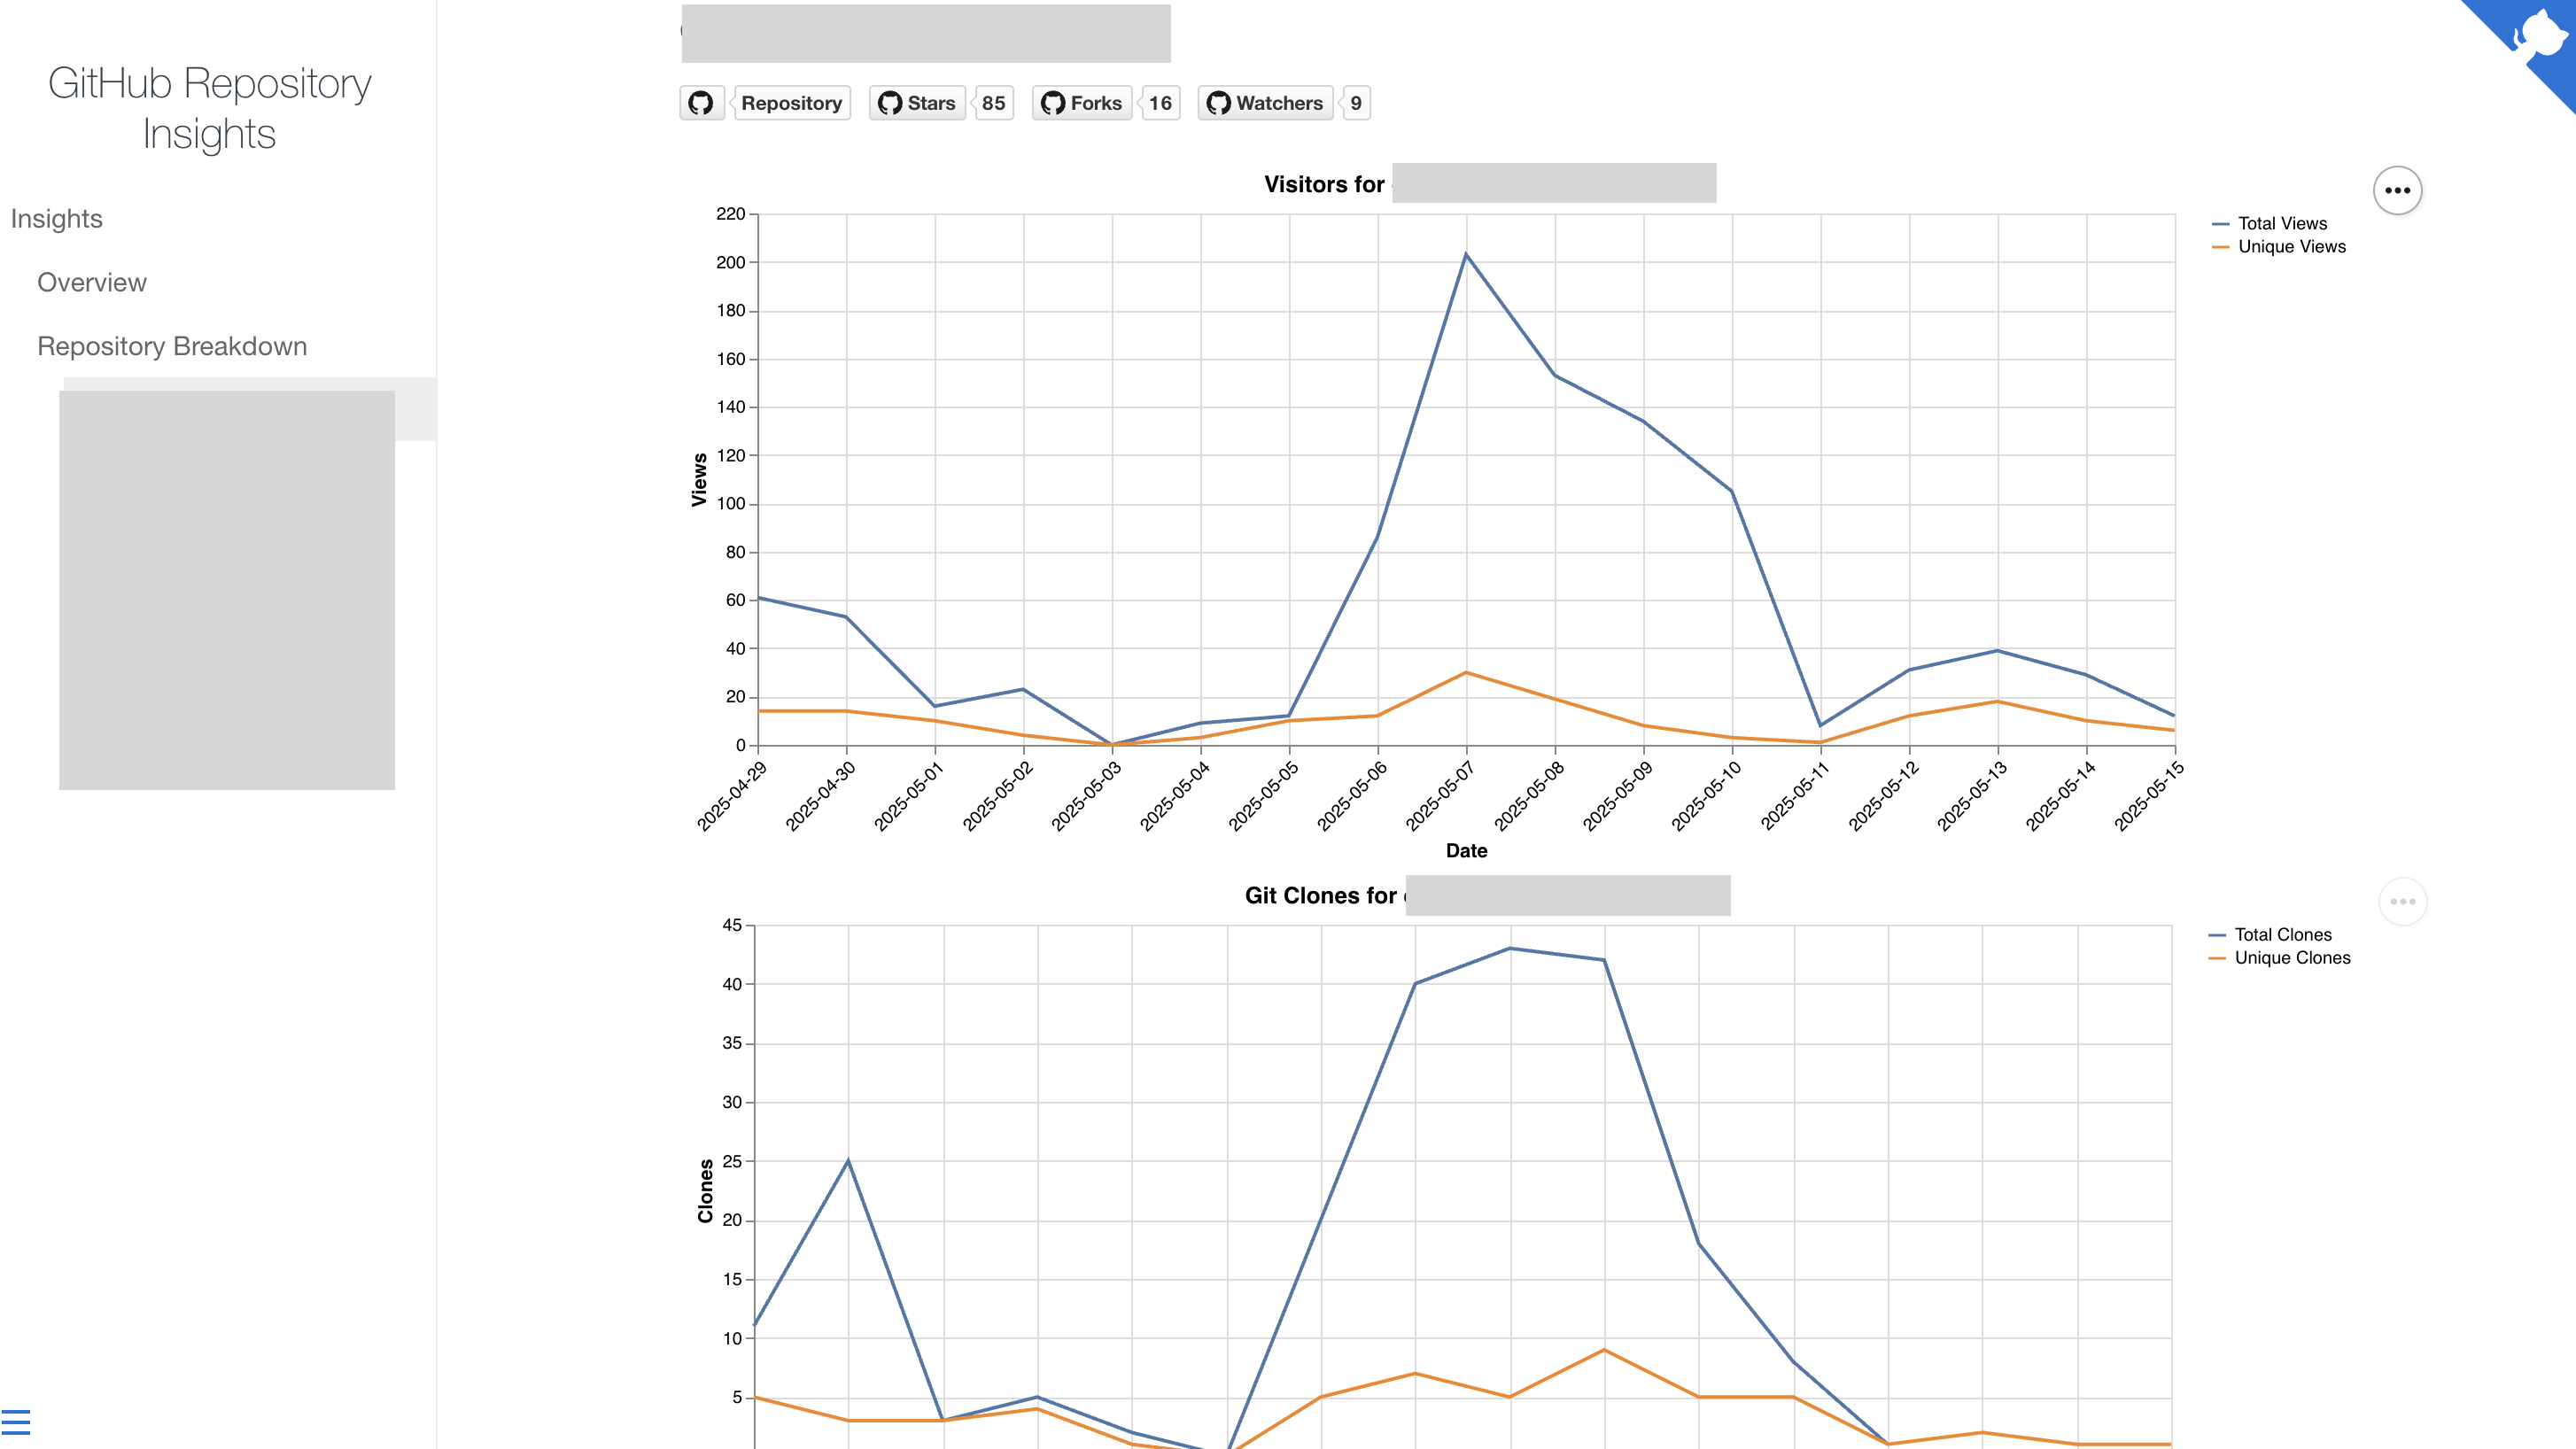 GitHub Repository
Insights
Insights
Overview
Repository Breakdown
Repository
Stars 85
Forks 16
Watchers 9
Visitors for
Total Views
Unique Views
220
200
180
160
140
120
100
80
60
40
20
0
Views
2025-04-29
2025-04-30
2025-05-01
2025-05-02
2025-05-03
2025-05-04
2025-05-05
2025-05-06
2025-05-07
2025-05-08
2025-05-09
2025-05-10
2025-05-11
2025-05-12
2025-05-13
2025-05-14
2025-05-15
Date
Git Clones for
Total Clones
Unique Clones
45
40
35
30
25
20
15
10
5
Clones